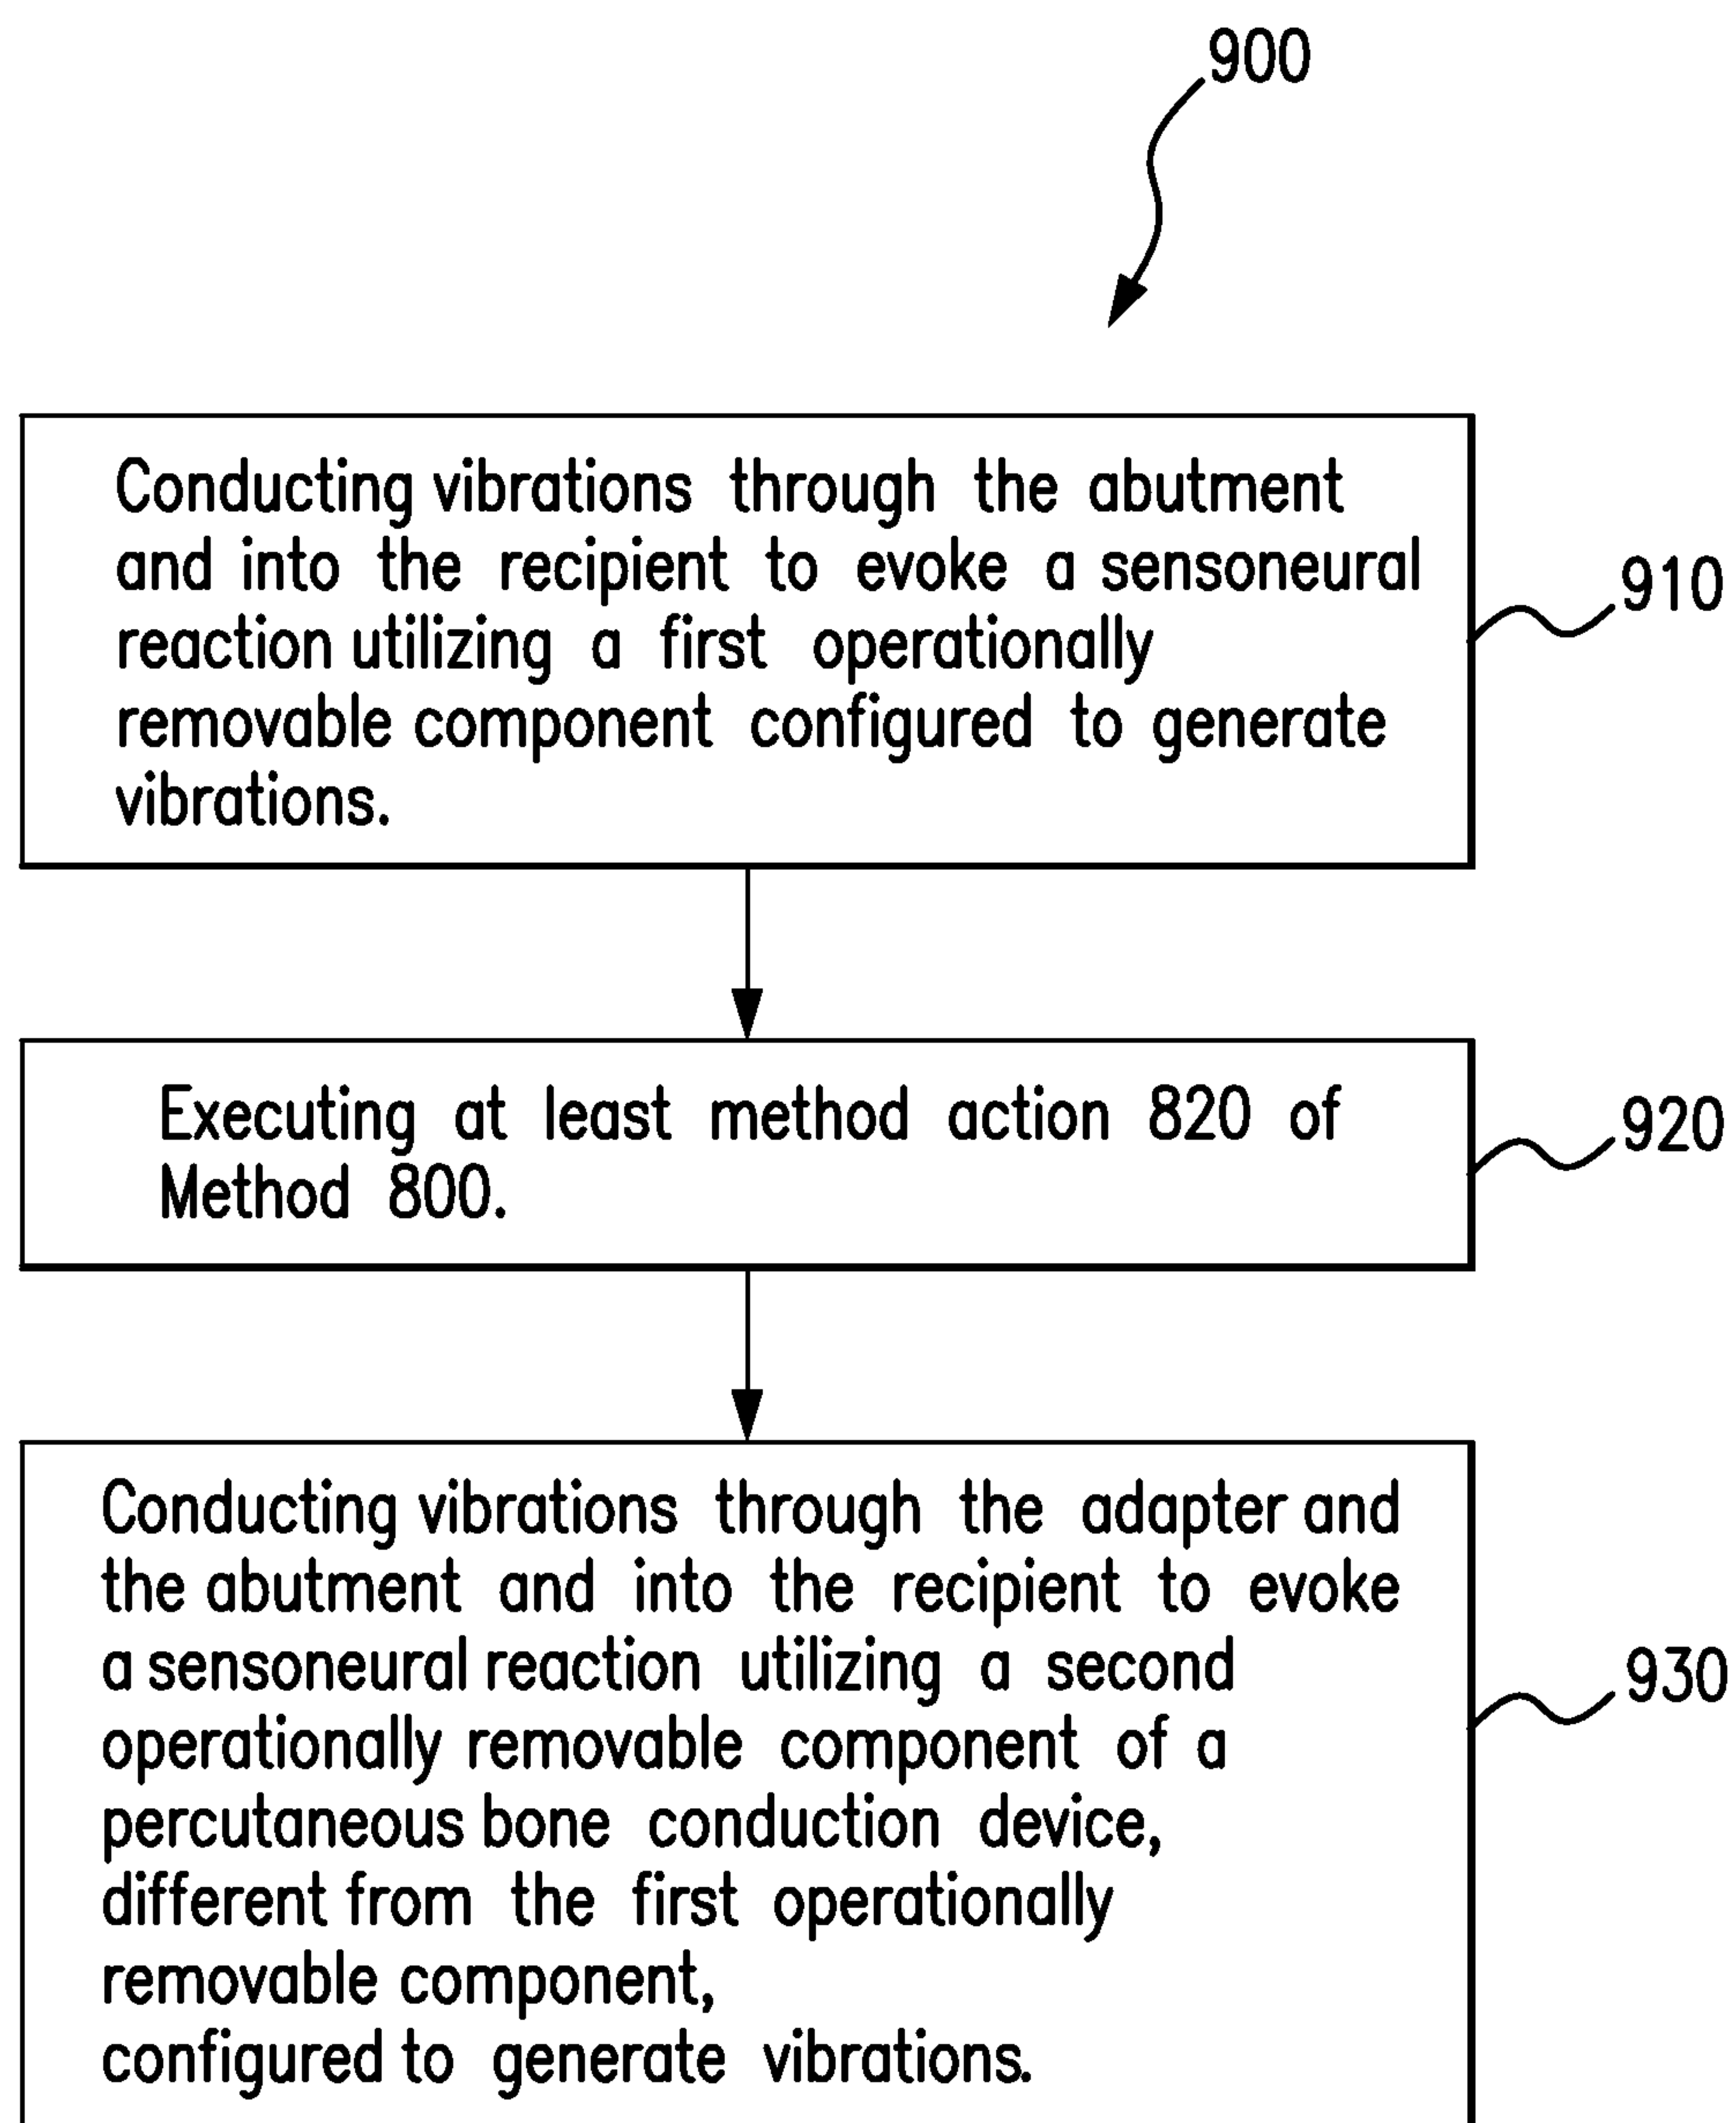 900
Conducting vibrations through the abutment
and into the recipient to evoke a sensoneural
reaction utilizing a first operationally
removable component configured to generate
vibrations.
910
Executing at least method action 820 of
Method 800.
920
Conducting vibrations through the adapter and
the abutment and into the recipient to evoke
a sensoneural reaction utilizing a second
operationally removable component of a
percutaneous bone conduction device,
different from the first operationally
removable component,
configured to generate vibrations.
930